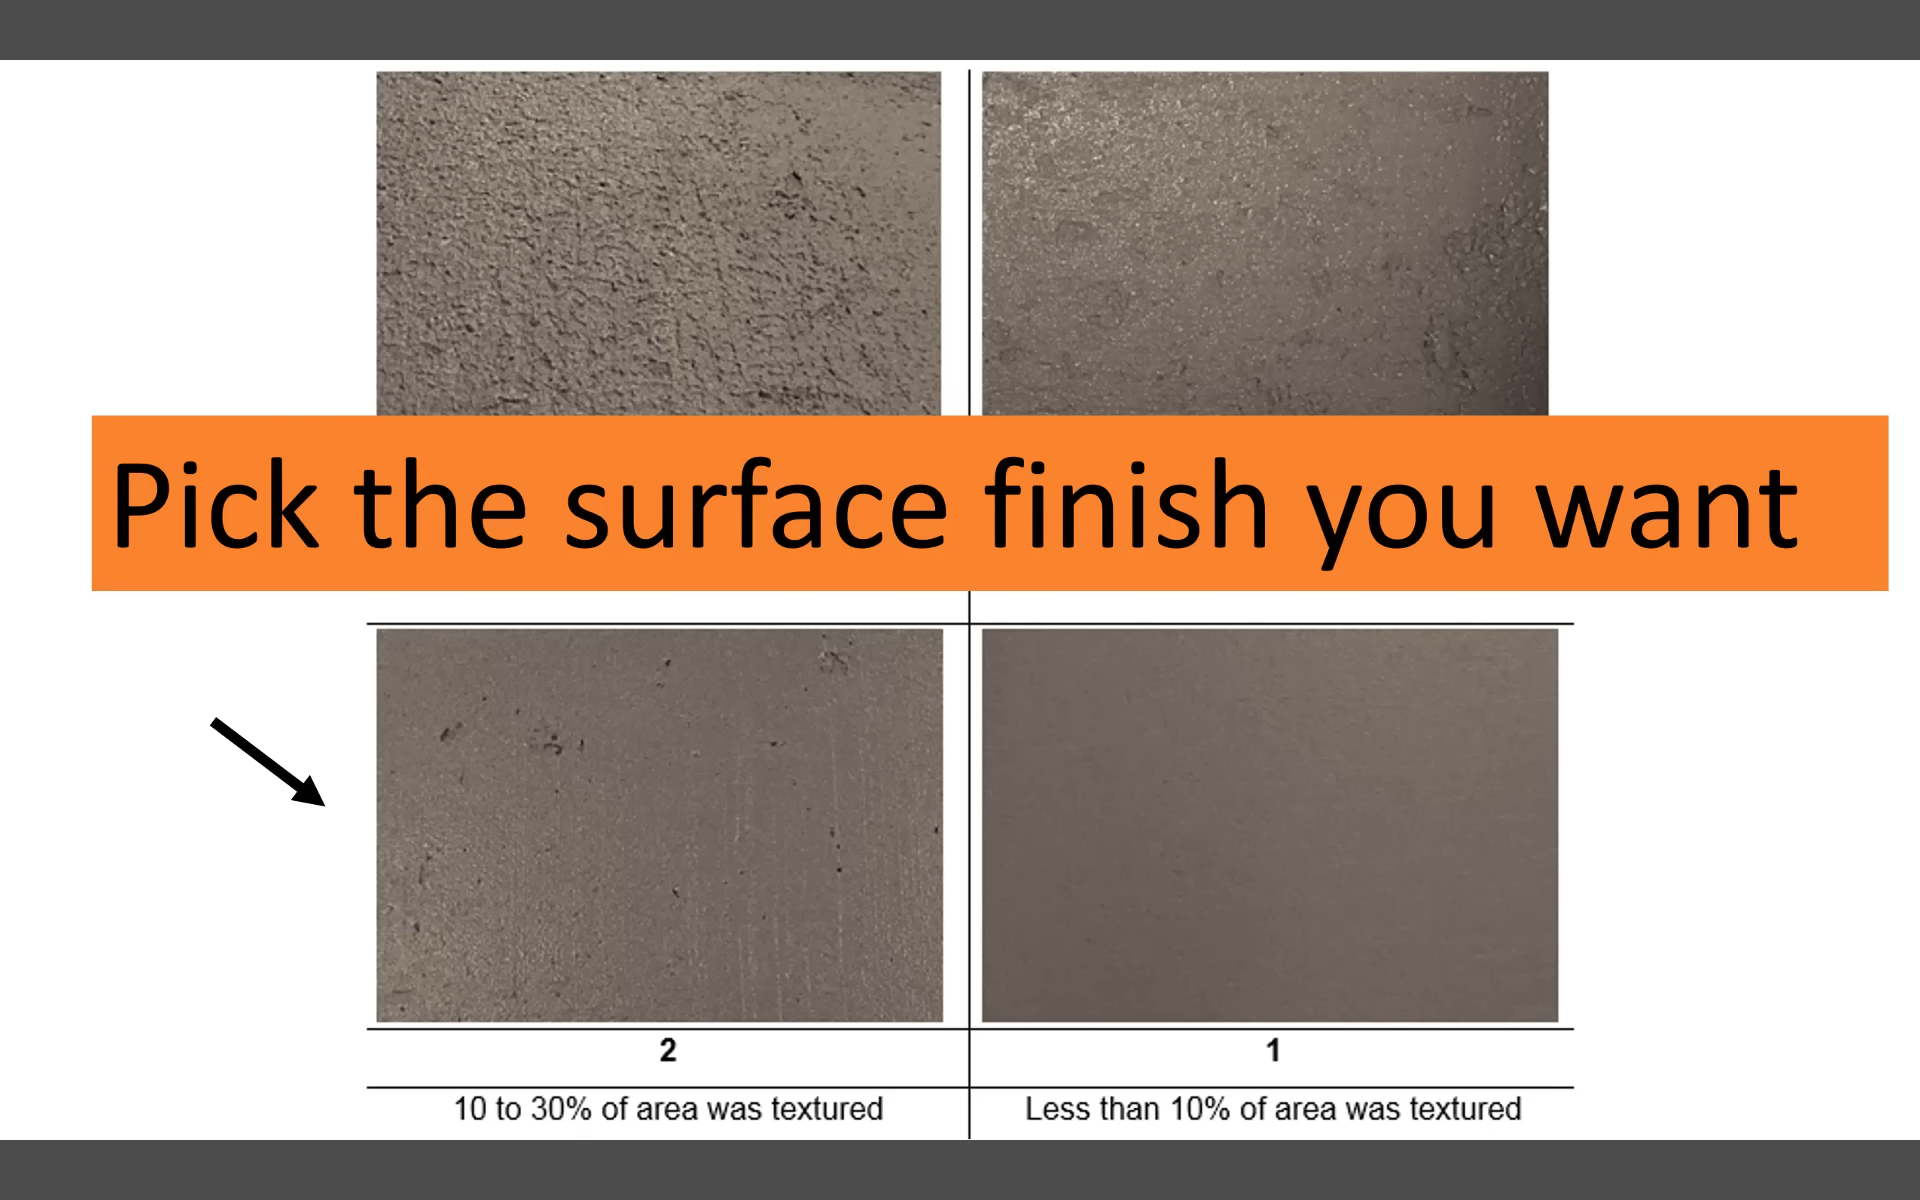 Pick the surface finish you want
2
1
10 to 30% of area was textured
Less than 10% of area was textured